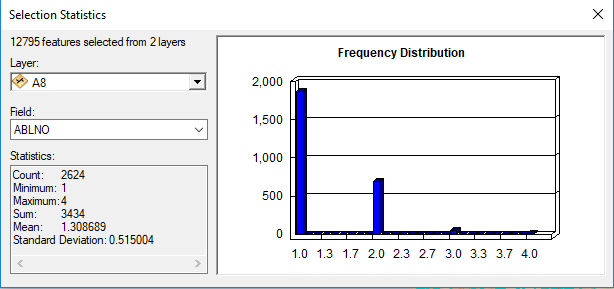 Selection Statistics
12795 features selected from 2 layers
Layer:
A8
Field:
ABLNO
Statistics:
Count: 2624
Minimum: 1
Maximum: 4
Sum: 3434
Mean: 1.308689
Standard Deviation: 0.515004
Frequency Distribution
2,000
1,500
1,000
500
0
1.0 1.3 1.7 2.0 2.3 2.7 3.0 3.3 3.7 4.0